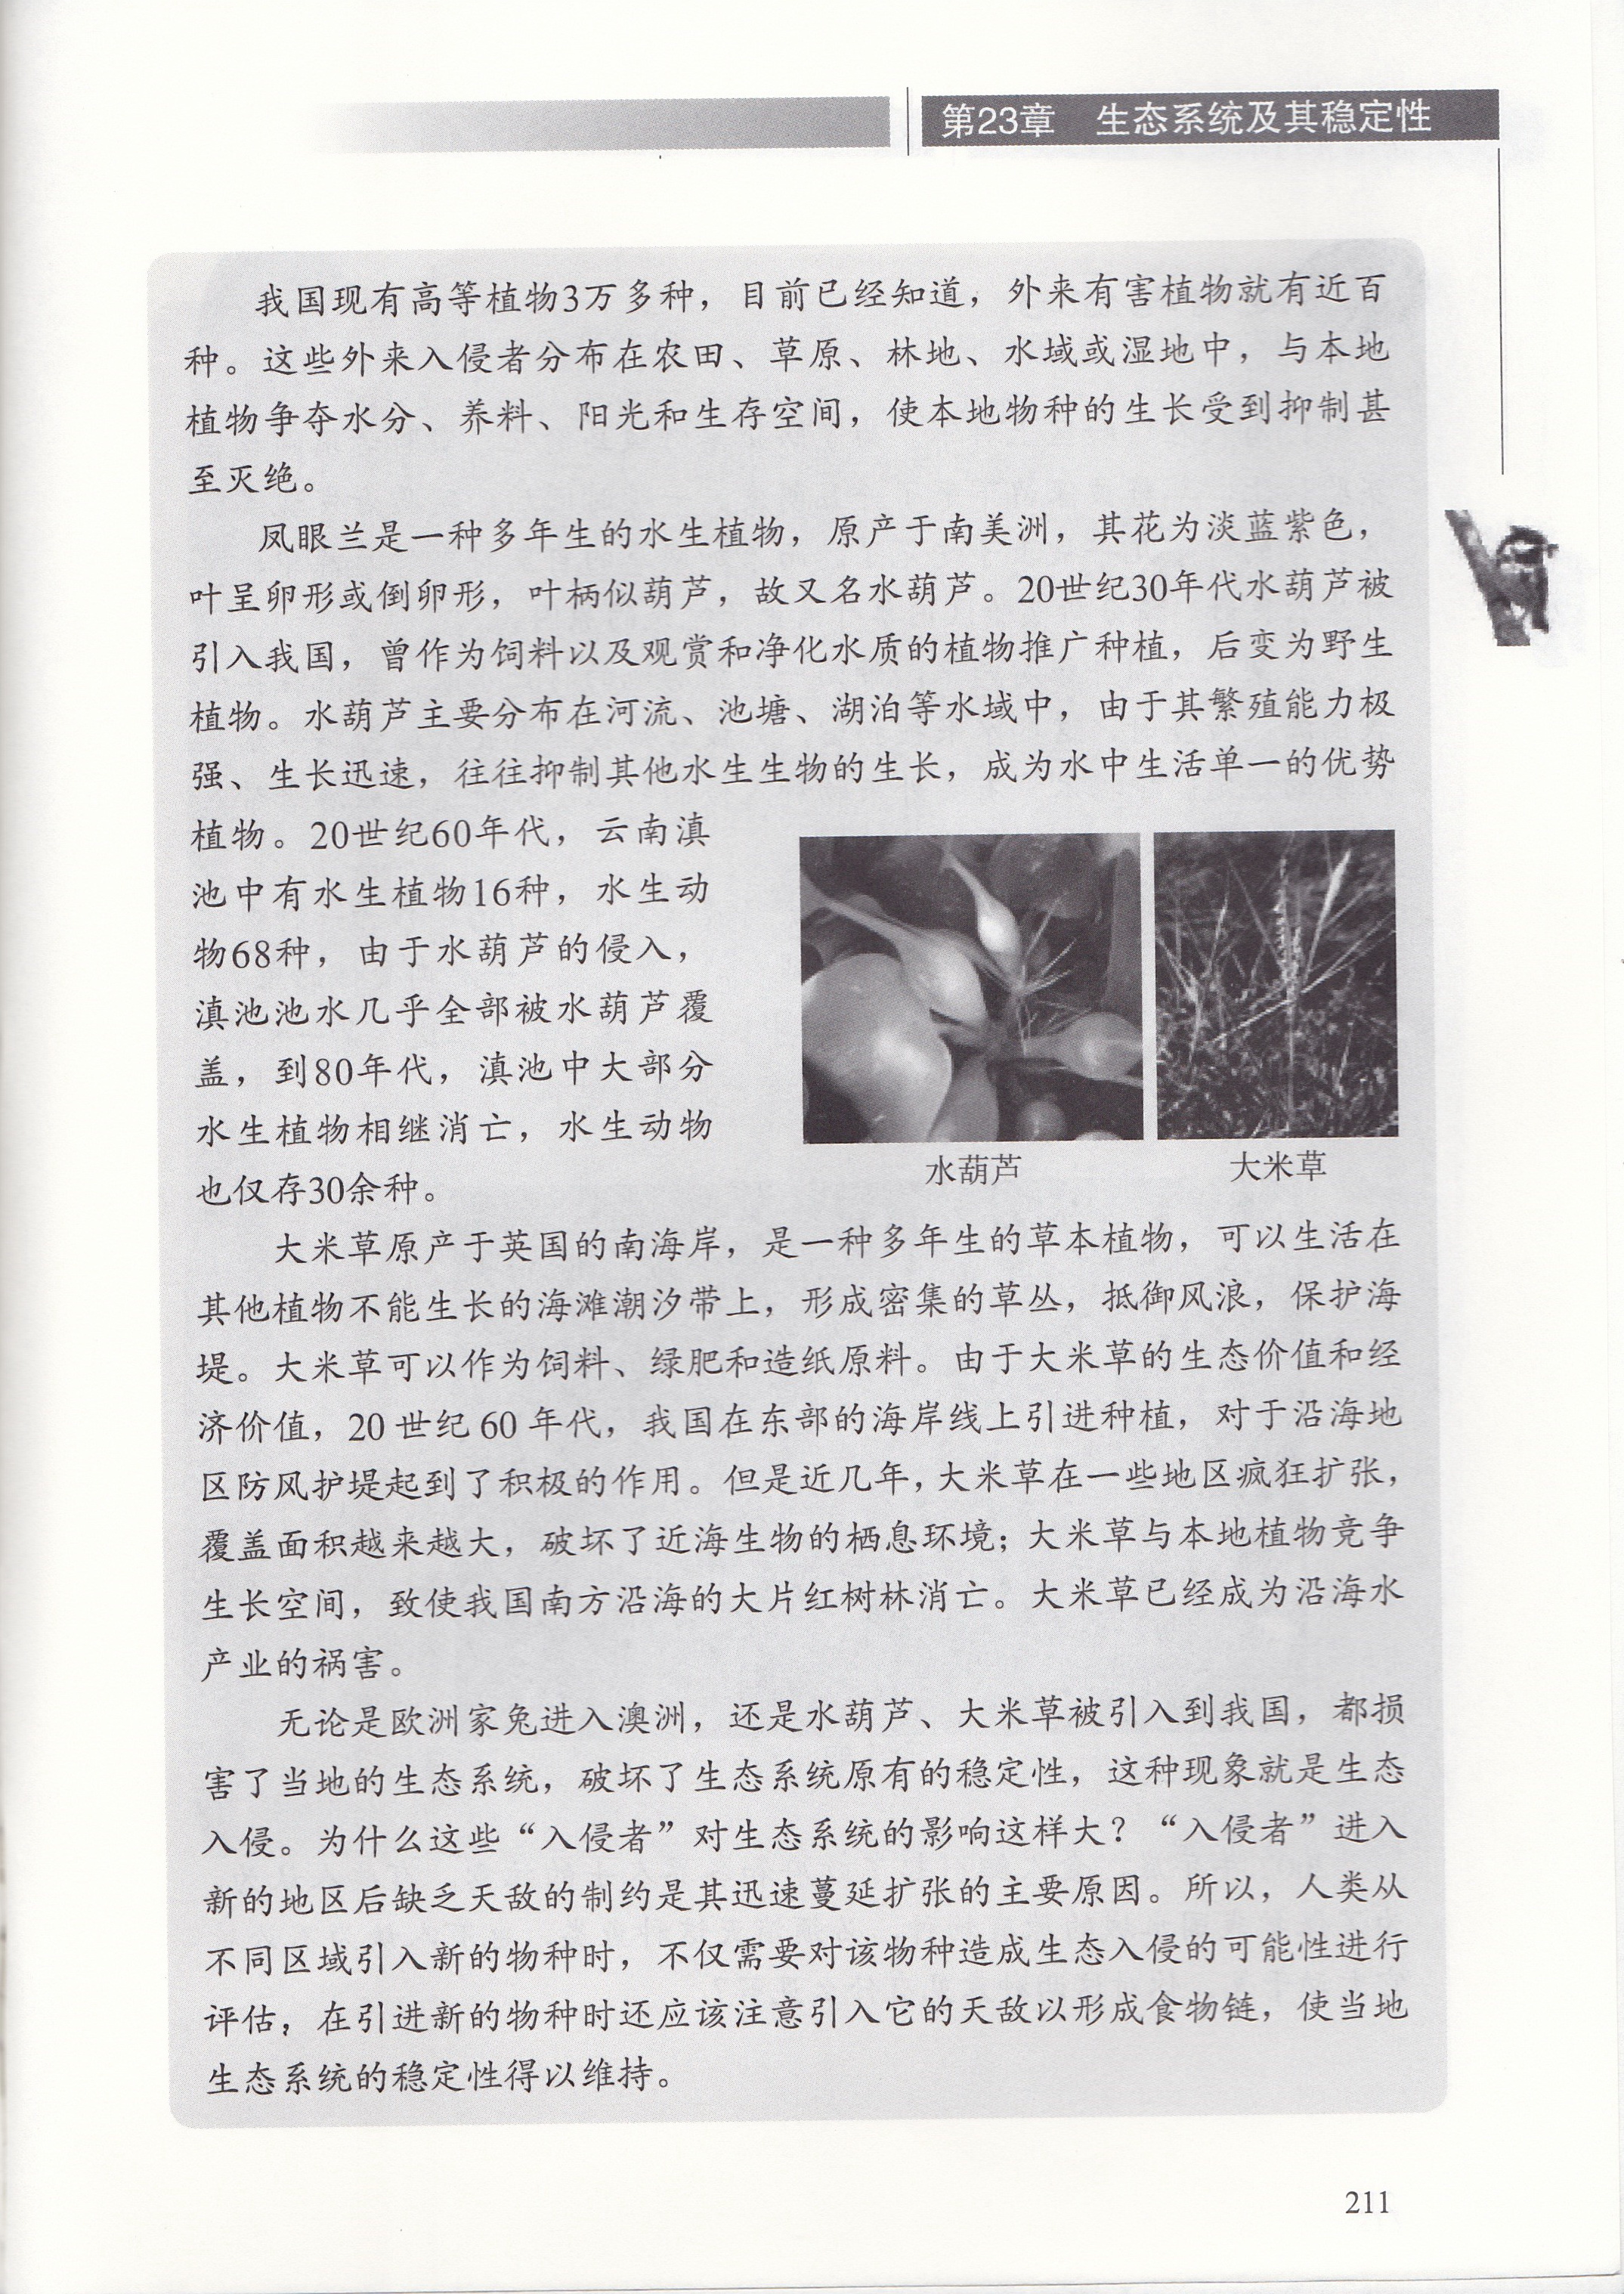 第23章 生态系统及其稳定性
我国现有高等植物3万多种，目前已经知道，外来有害植物就有近百
种。这些外来入侵者分布在农田、草原、林地、水域或湿地中，与本地
植物争夺水分、养料、阳光和生存空间，使本地物种的生长受到抑制甚
至灭绝。
凤眼兰是一种多年生的水生植物，原产于南美洲，其花为淡蓝紫色，
叶呈卵形或倒卵形，叶柄似葫芦，故又名水葫芦。20世纪30年代水葫芦被
引入我国，曾作为饲料以及观赏和净化水质的植物推广种植，后变为野生
植物。水葫芦主要分布在河流、池塘、湖泊等水域中，由于其繁殖能力极
强、生长迅速，往往抑制其他水生生物的生长，成为水中生活单一的优势
植物。20世纪60年代，云南滇
池中有水生植物16种，水生动
物68种，由于水葫芦的侵入，
滇池池水几乎全部被水葫芦覆
盖，到80年代，滇池中大部分
水生植物相继消亡，水生动物
也仅存30余种。
水葫芦
大米草
大米草原产于英国的南海岸，是一种多年生的草本植物，可以生活在
其他植物不能生长的海滩潮汐带上，形成密集的草丛，抵御风浪，保护海
堤。大米草可以作为饲料、绿肥和造纸原料。由于大米草的生态价值和经
济价值，20世纪60年代，我国在东部的海岸线上引进种植，对于沿海地
区防风护堤起到了积极的作用。但是近几年，大米草在一些地区疯狂扩张，
覆盖面积越来越大，破坏了近海生物的栖息环境；大米草与本地植物竞争
生长空间，致使我国南方沿海的大片红树林消亡。大米草已经成为沿海水
产业的祸害。
无论是欧洲家兔进入澳洲，还是水葫芦、大米草被引入到我国，都损
害了当地的生态系统，破坏了生态系统原有的稳定性，这种现象就是生态
入侵。为什么这些“入侵者”对生态系统的影响这样大？“入侵者”进入
新的地区后缺乏天敌的制约是其迅速蔓延扩张的主要原因。所以，人类从
不同区域引入新的物种时，不仅需要对该物种造成生态入侵的可能性进行
评估，在引进新的物种时还应该注意引入它的天敌以形成食物链，使当地
生态系统的稳定性得以维持。
211